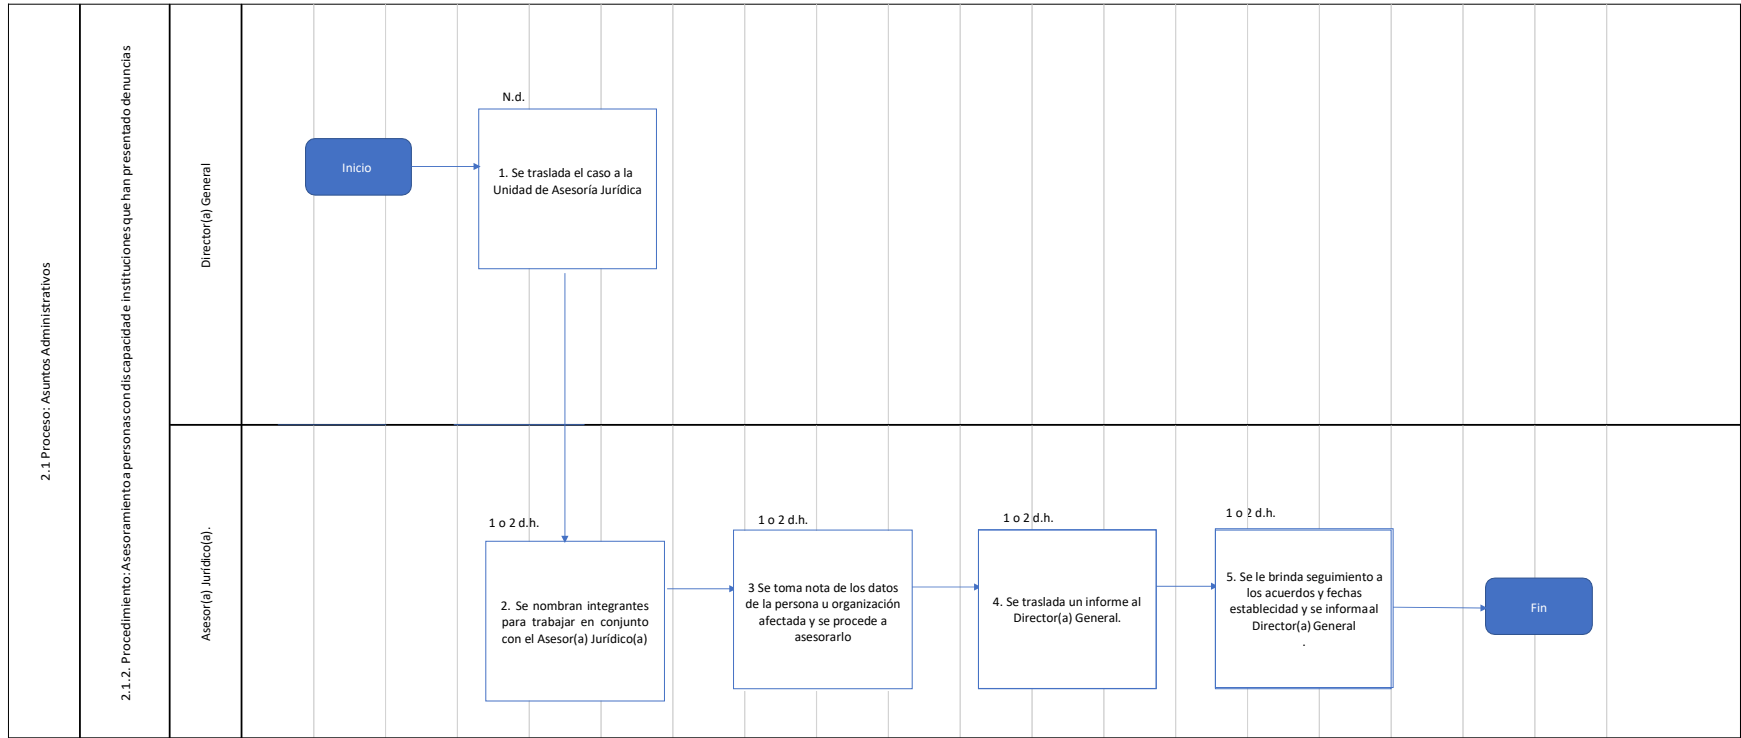 2.1 Proceso: Asuntos Administrativos
2.1.2. Procedimiento: Asesoramiento a personas con discapacidad e instituciones que han presentado denuncias
Director(a) General
Inicio
N.d.
1. Se traslada el caso a la
Unidad de Asesoría Jurídica
Asesor(a) Jurídico(a).
1 o 2 d.h.
2. Se nombran integrantes
para trabajar en conjunto
con el Asesor(a) Jurídico(a)
1 o 2 d.h.
3 Se toma nota de los datos
de la persona u organización
afectada y se procede a
asesorarlo
1 o 2 d.h.
4. Se traslada un informe al
Director(a) General.
1 o 2 d.h.
5. Se le brinda seguimiento a
los acuerdos y fechas
establecidad y se informa al
Director(a) General
.
Fin